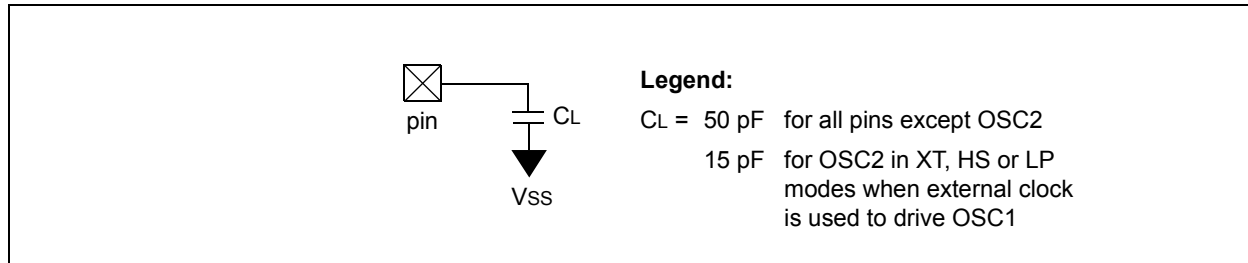 pin
CL
VSS
Legend:
CL = 50 pF for all pins except OSC2
15 pF for OSC2 in XT, HS or LP
modes when external clock
is used to drive OSC1